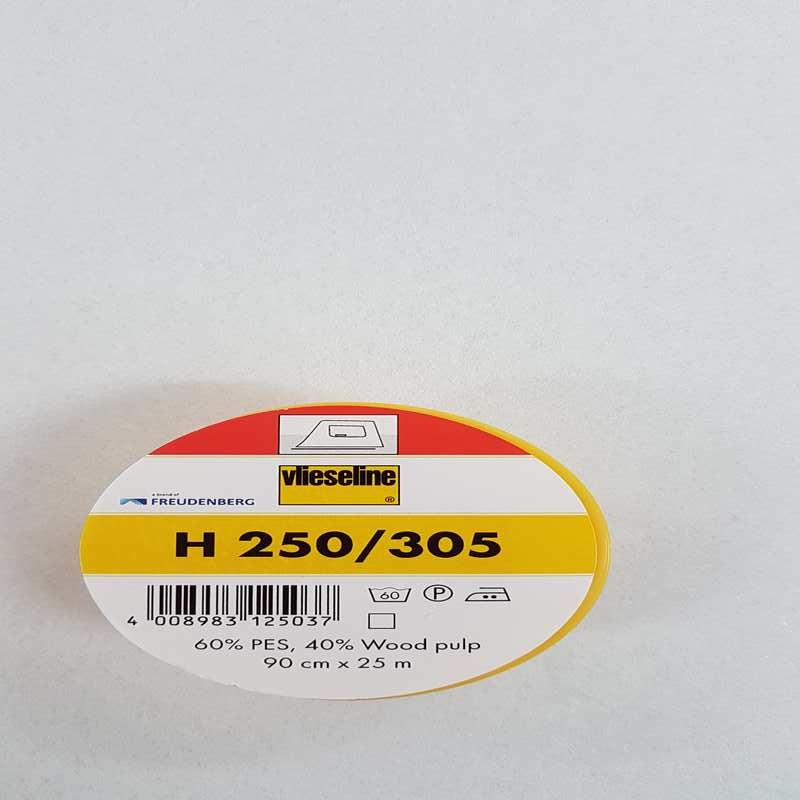 vlieseline
®
a brand of
FREUDENBERG
H 250/305
60 P
4 008983 125037
60% PES, 40% Wood pulp
90 cm x 25 m